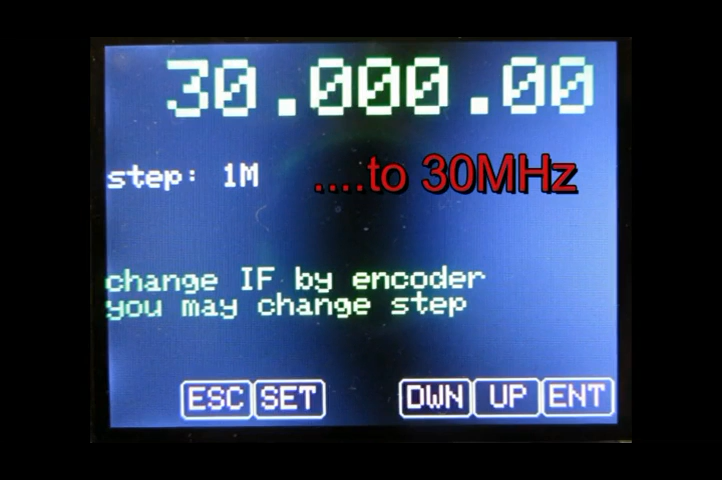 30.000.00
step: 1M ....to 30MHz
change IF by encoder
you may change step
ESC SET DWN UP ENT